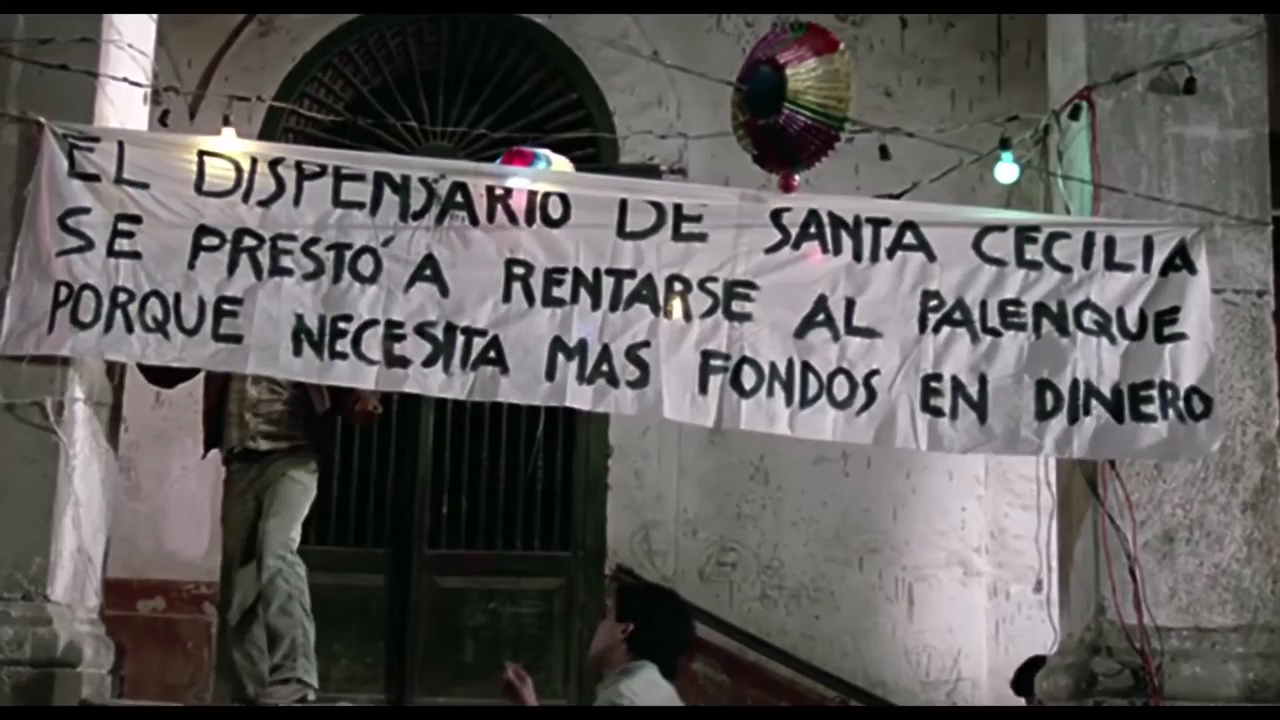 EL DISPENSARIO DE SANTA CECILIA
SE PRESTÓ A RENTARSE AL PALENQUE
PORQUE NECESITA MAS FONDOS EN DINERO